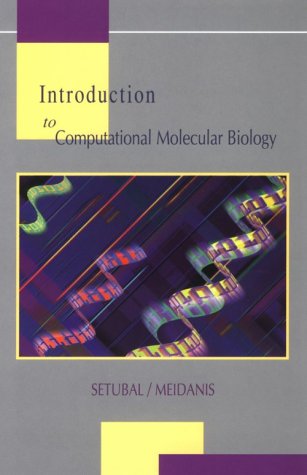 Introduction
to Computational Molecular Biology
SETUBAL / MEIDANIS